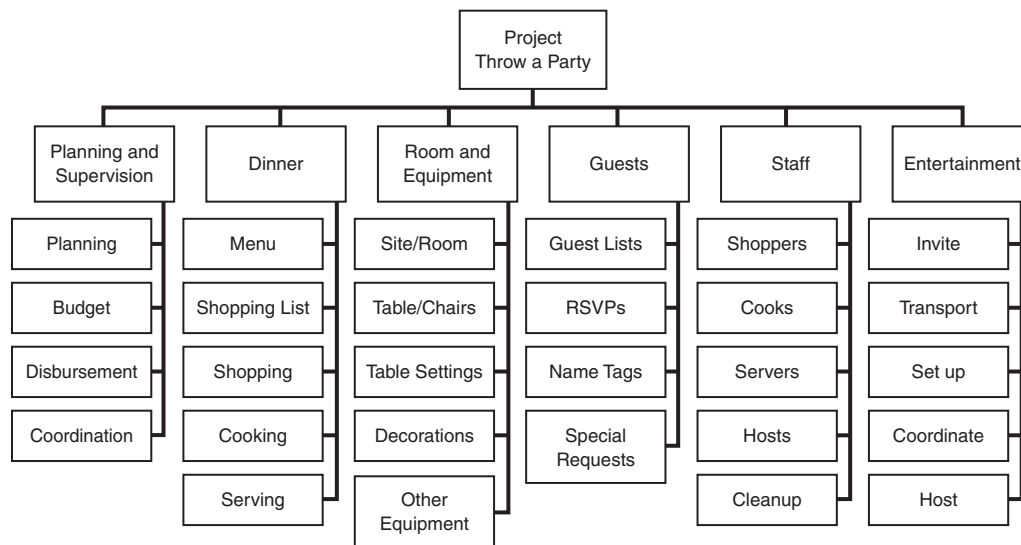 Project
Throw a Party
Planning and
Supervision
Dinner
Room and
Equipment
Guests
Staff
Entertainment
Planning
Menu
Site/Room
Guest Lists
Shoppers
Invite
Budget
Shopping List
Table/Chairs
RSVPs
Cooks
Transport
Disbursement
Shopping
Table Settings
Name Tags
Servers
Set up
Coordination
Cooking
Decorations
Special
Requests
Hosts
Coordinate
Serving
Other
Equipment
Cleanup
Host